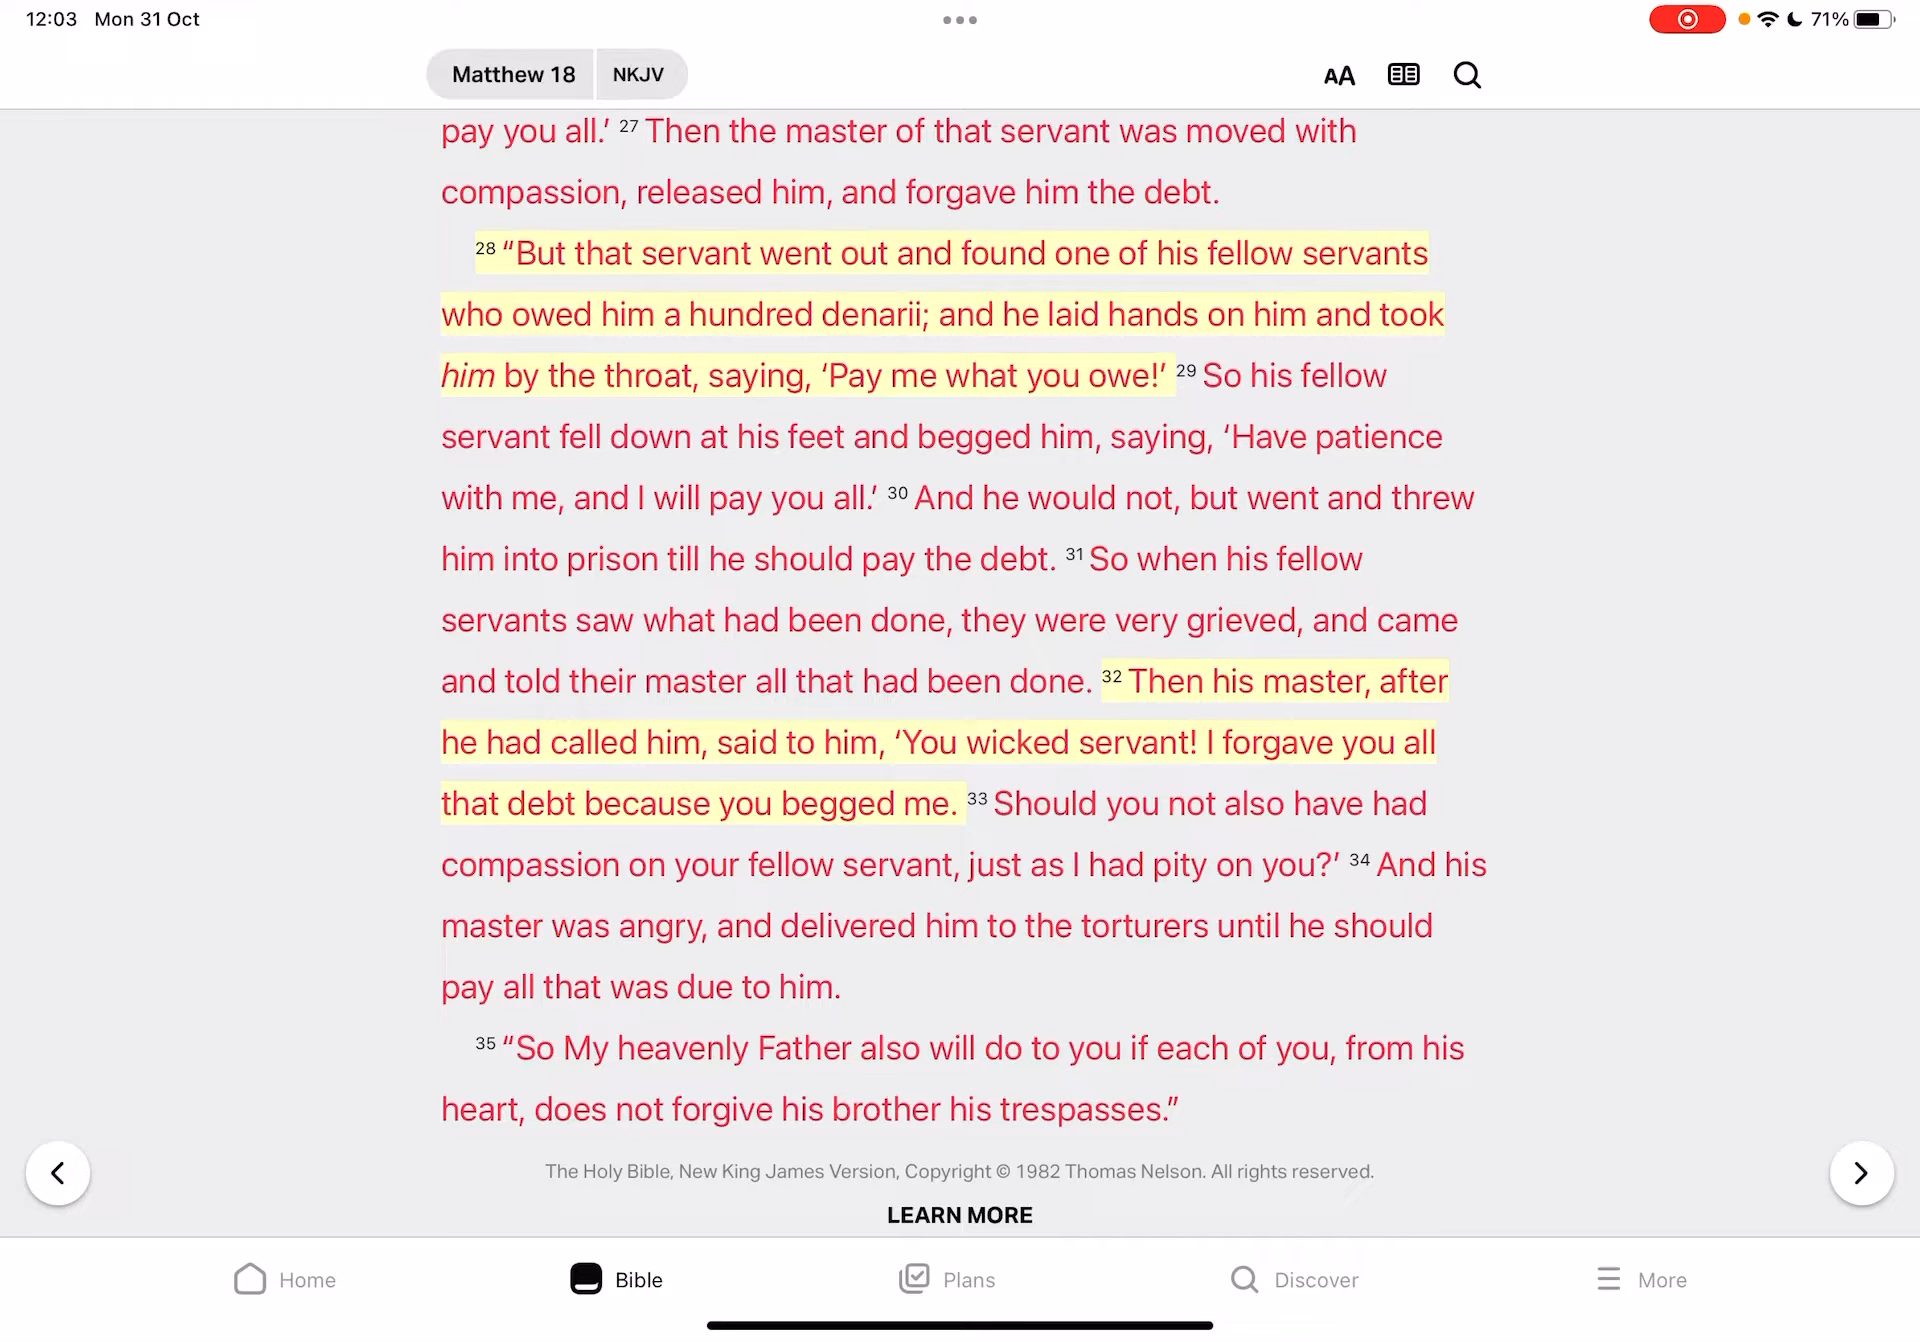 12:03 Mon 31 Oct
71%
Matthew 18 NKJV
AA
pay you all.’ 27 Then the master of that servant was moved with
compassion, released him, and forgave him the debt.
28 “But that servant went out and found one of his fellow servants
who owed him a hundred denarii; and he laid hands on him and took
him by the throat, saying, ‘Pay me what you owe!’ 29 So his fellow
servant fell down at his feet and begged him, saying, ‘Have patience
with me, and I will pay you all.’ 30 And he would not, but went and threw
him into prison till he should pay the debt. 31 So when his fellow
servants saw what had been done, they were very grieved, and came
and told their master all that had been done. 32 Then his master, after
he had called him, said to him, ‘You wicked servant! I forgave you all
that debt because you begged me. 33 Should you not also have had
compassion on your fellow servant, just as I had pity on you?’ 34 And his
master was angry, and delivered him to the torturers until he should
pay all that was due to him.
35 “So My heavenly Father also will do to you if each of you, from his
heart, does not forgive his brother his trespasses.”
The Holy Bible, New King James Version, Copyright © 1982 Thomas Nelson. All rights reserved.
LEARN MORE
Home Bible Plans Discover More